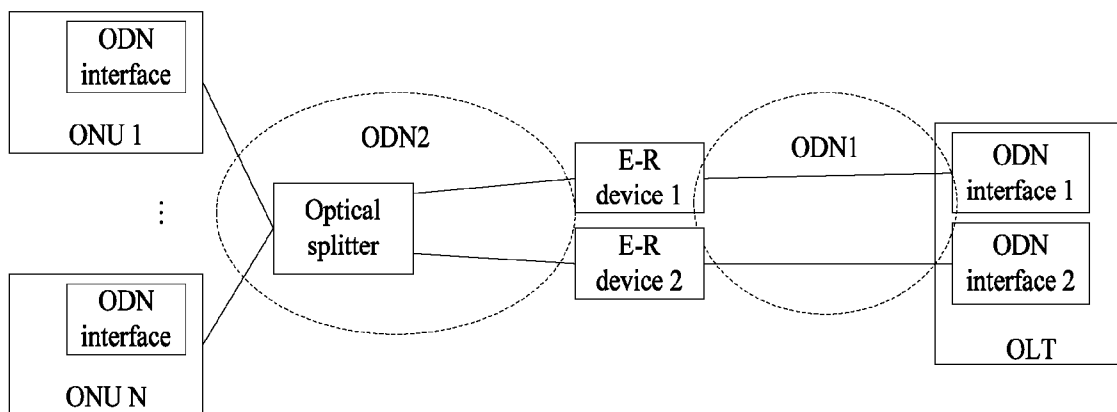 ODN
interface
ONU 1
⋮
ODN
interface
ONU N
ODN2
Optical
splitter
E-R
device 1
E-R
device 2
ODN1
ODN
interface 1
ODN
interface 2
OLT